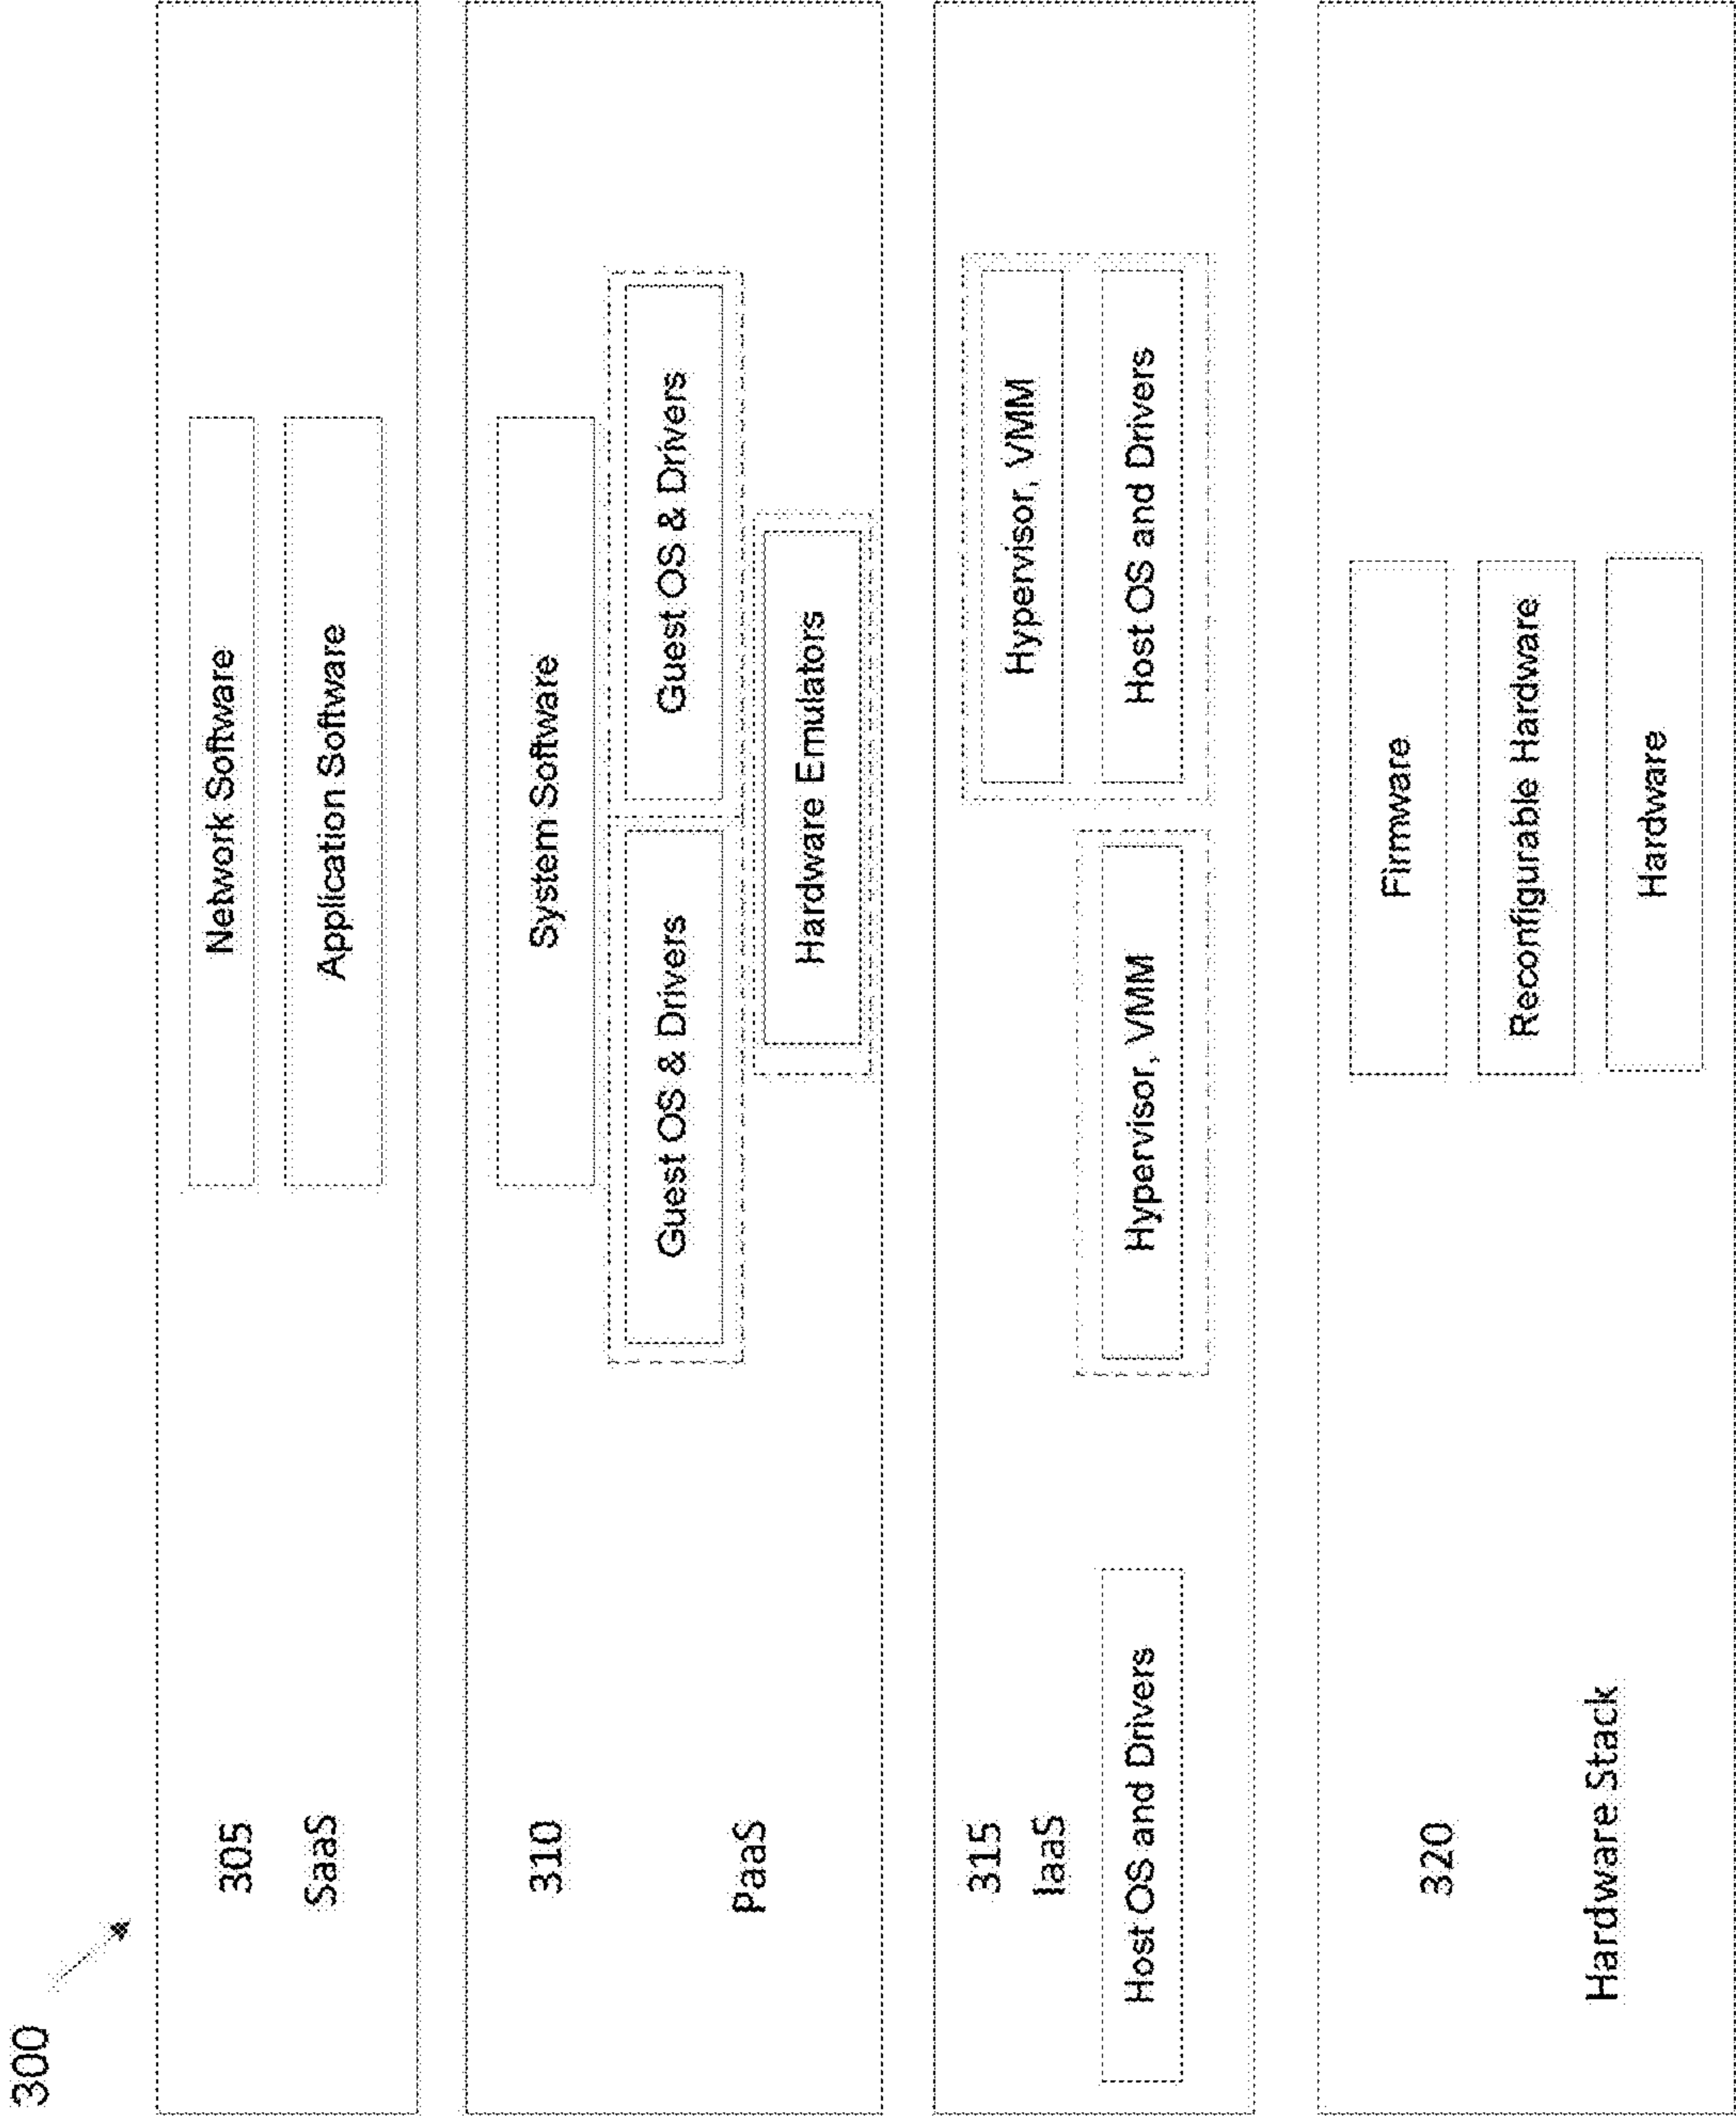 300
305
SaaS
Network Software
Application Software
310
PaaS
System Software
Guest OS & Drivers
Guest OS & Drivers
Hardware Emulators
315
IaaS
Host OS and Drivers
Hypervisor, VMM
Hypervisor, VMM
Host OS and Drivers
320
Hardware Stack
Firmware
Reconfigurable Hardware
Hardware